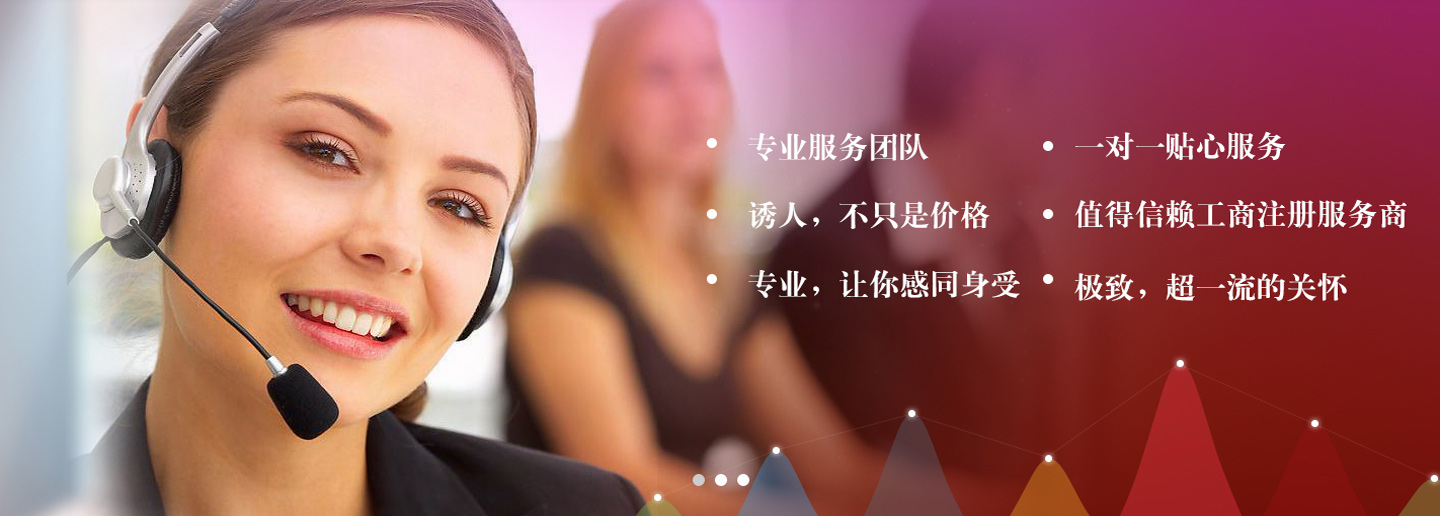 专业服务团队
一对一贴心服务
诱人，不只是价格
值得信赖工商注册服务商
专业，让你感同身受
极致，超一流的关怀